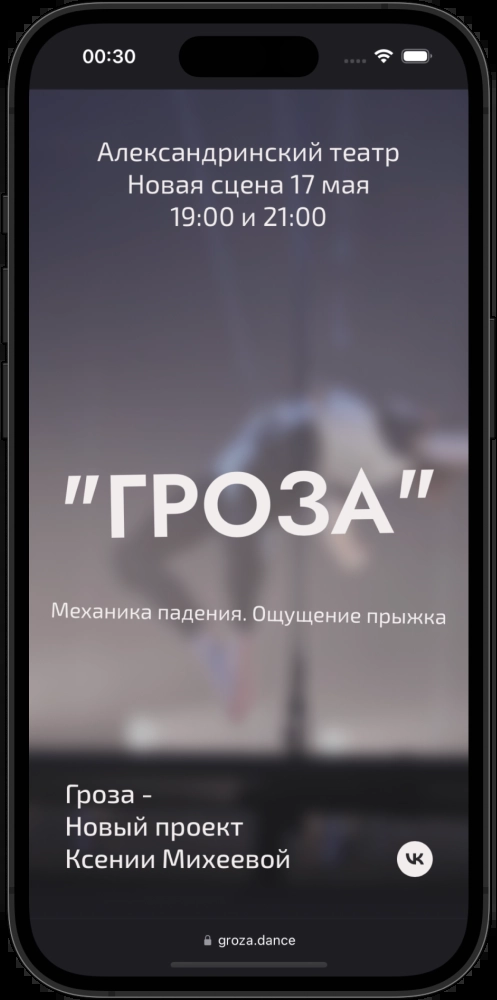 00:30
Александринский театр
Новая сцена 17 мая
19:00 и 21:00
"ГРОЗА"
Механика падения. Ощущение прыжка
Гроза -
Новый проект
Ксении Михеевой
VK
groza.dance